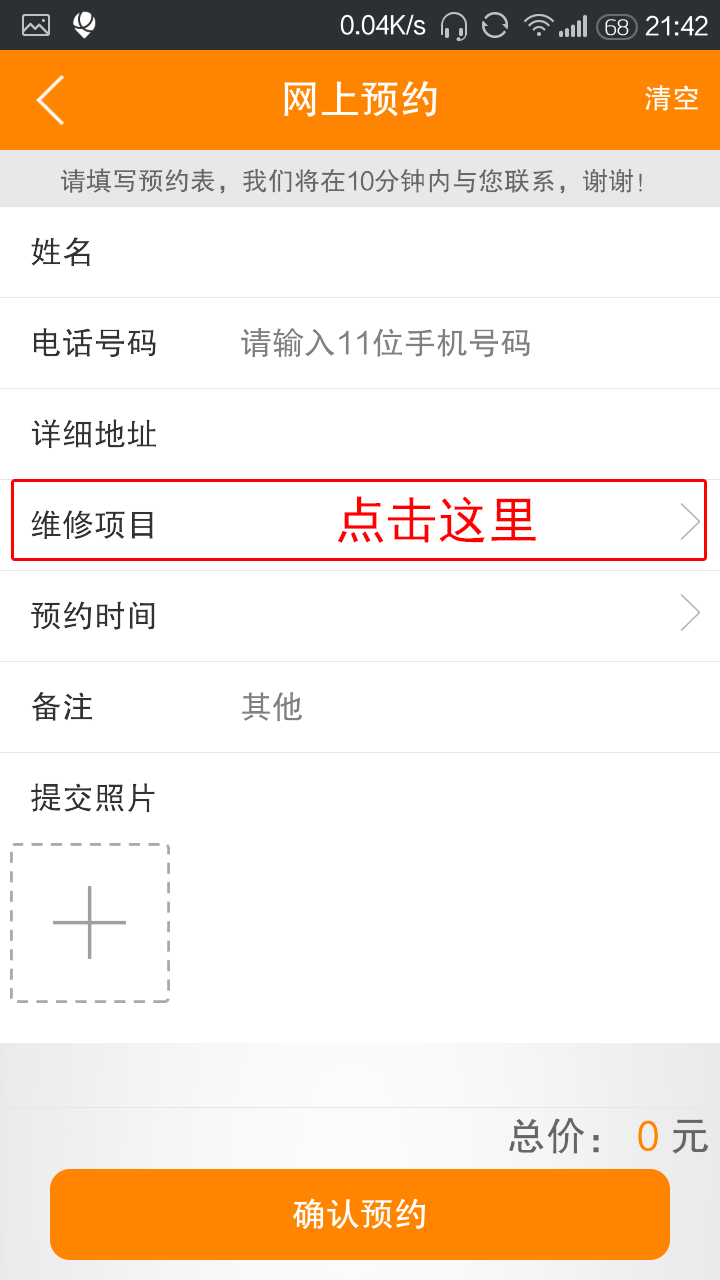 0.04K/s 68 21:42
网上预约 清空
请填写预约表，我们将在10分钟内与您联系，谢谢！
姓名
电话号码 请输入11位手机号码
详细地址
维修项目 点击这里
预约时间
备注 其他
提交照片
总价： 0 元
确认预约